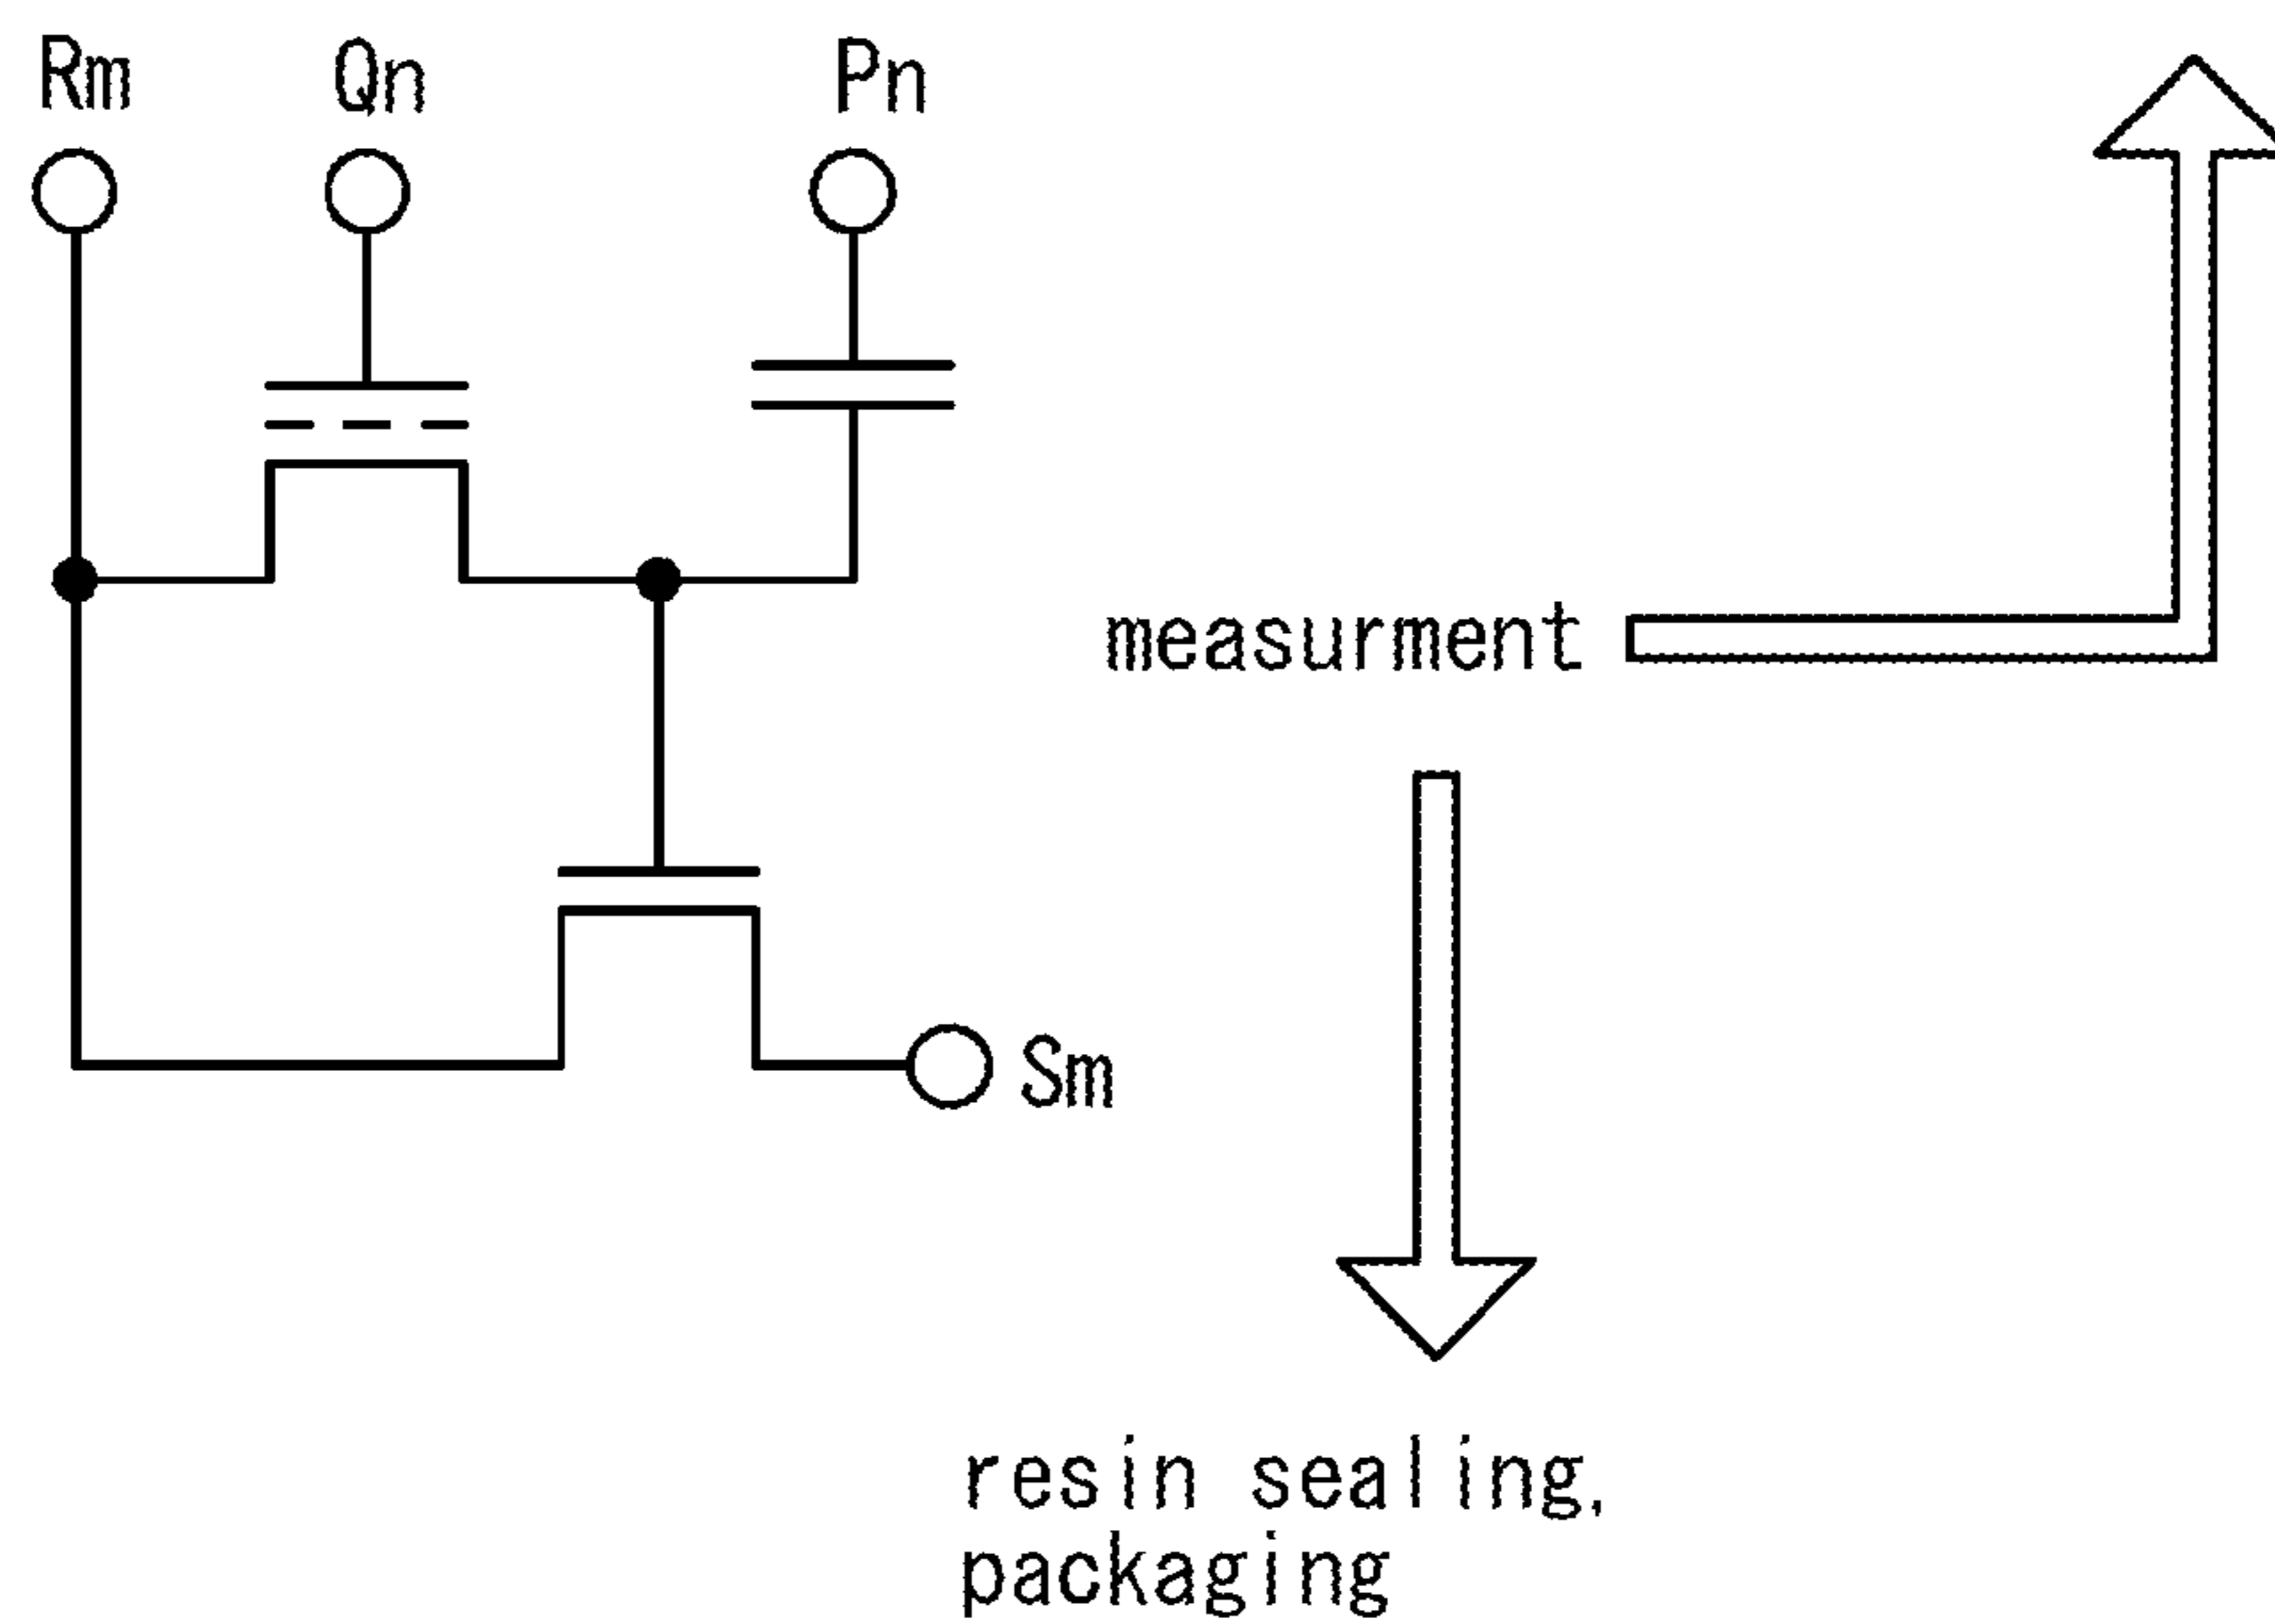 Rm Qn Pn
measurment
Sm
resin sealing,
packaging